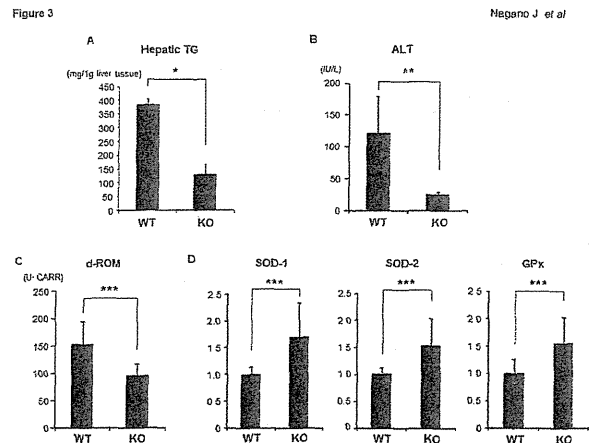 Figure 3
Nagano J et al
A
Hepatic TG
(mg/1g liver tissue)
*
450
400
350
300
250
200
150
100
50
0
WT KO
B
ALT
(IU/L)
**
200
150
100
50
0
WT KO
C
d-ROM
(U·CARR)
***
250
200
150
100
50
0
WT KO
D
SOD-1
***
2.5
2.0
1.5
1.0
0.5
0
WT KO
SOD-2
***
2.5
2.0
1.5
1.0
0.5
0
WT KO
GPx
***
2.5
2.0
1.5
1.0
0.5
0
WT KO